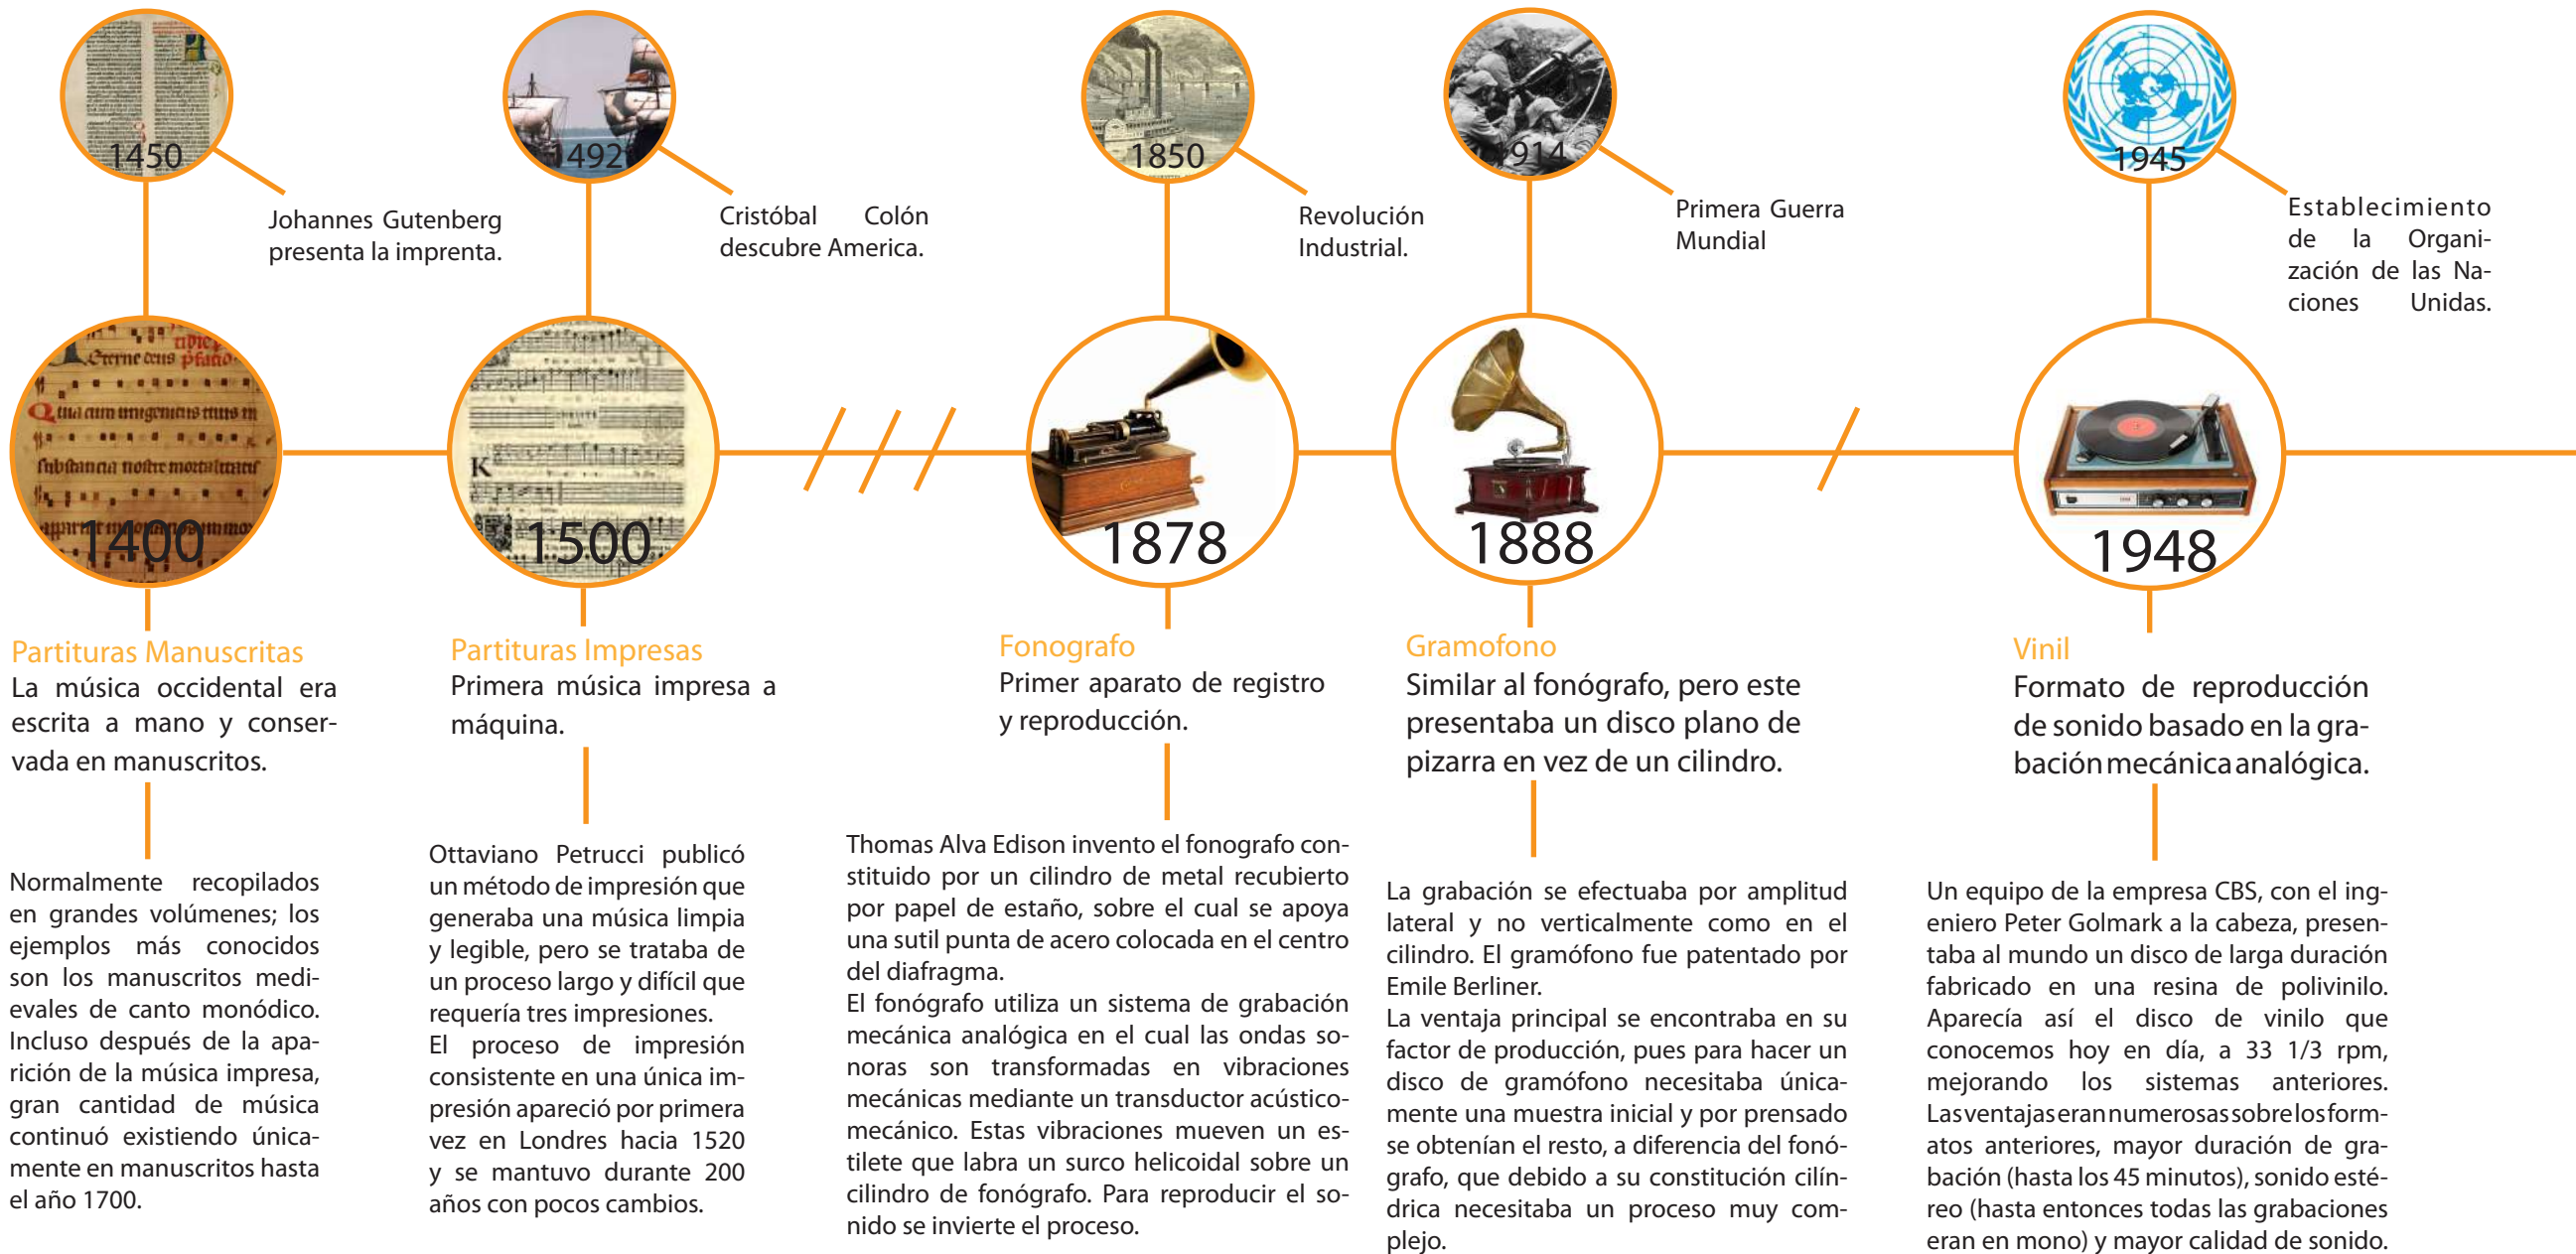 1450
Johannes Gutenberg
presenta la imprenta.
1492
Cristóbal Colón
descubre America.
1850
Revolución
Industrial.
1914
Primera Guerra
Mundial
1945
Establecimiento
de la Organi-
zación de las Na-
ciones Unidas.
Eterne deus
1400
K
1500
1878
1888
1948
Partituras Manuscritas
La música occidental era
escrita a mano y conser-
vada en manuscritos.
Normalmente recopilados
en grandes volúmenes; los
ejemplos más conocidos
son los manuscritos medi-
evales de canto monódico.
Incluso después de la apa-
rición de la música impresa,
gran cantidad de música
continuó existiendo única-
mente en manuscritos hasta
el año 1700.
Partituras Impresas
Primera música impresa a
máquina.
Ottaviano Petrucci publicó
un método de impresión que
generaba una música limpia
y legible, pero se trataba de
un proceso largo y difícil que
requería tres impresiones.
El proceso de impresión
consistente en una única im-
presión apareció por primera
vez en Londres hacia 1520
y se mantuvo durante 200
años con pocos cambios.
Fonografo
Primer aparato de registro
y reproducción.
Thomas Alva Edison invento el fonografo con-
stituido por un cilindro de metal recubierto
por papel de estaño, sobre el cual se apoya
una sutil punta de acero colocada en el centro
del diafragma.
El fonógrafo utiliza un sistema de grabación
mecánica analógica en el cual las ondas so-
noras son transformadas en vibraciones
mecánicas mediante un transductor acústico-
mecánico. Estas vibraciones mueven un es-
tilete que labra un surco helicoidal sobre un
cilindro de fonógrafo. Para reproducir el so-
nido se invierte el proceso.
Gramofono
Similar al fonógrafo, pero este
presentaba un disco plano de
pizarra en vez de un cilindro.
La grabación se efectuaba por amplitud
lateral y no verticalmente como en el
cilindro. El gramófono fue patentado por
Emile Berliner.
La ventaja principal se encontraba en su
factor de producción, pues para hacer un
disco de gramófono necesitaba única-
mente una muestra inicial y por prensado
se obtenían el resto, a diferencia del fonó-
grafo, que debido a su constitución cilín-
drica necesitaba un proceso muy com-
plejo.
Vinil
Formato de reproducción
de sonido basado en la gra-
bación mecánica analógica.
Un equipo de la empresa CBS, con el ing-
eniero Peter Golmark a la cabeza, presen-
taba al mundo un disco de larga duración
fabricado en una resina de polivinilo.
Aparecía así el disco de vinilo que
conocemos hoy en día, a 33 1/3 rpm,
mejorando los sistemas anteriores.
Las ventajas eran numerosas sobre los form-
atos anteriores, mayor duración de gra-
bación (hasta los 45 minutos), sonido esté-
reo (hasta entonces todas las grabaciones
eran en mono) y mayor calidad de sonido.